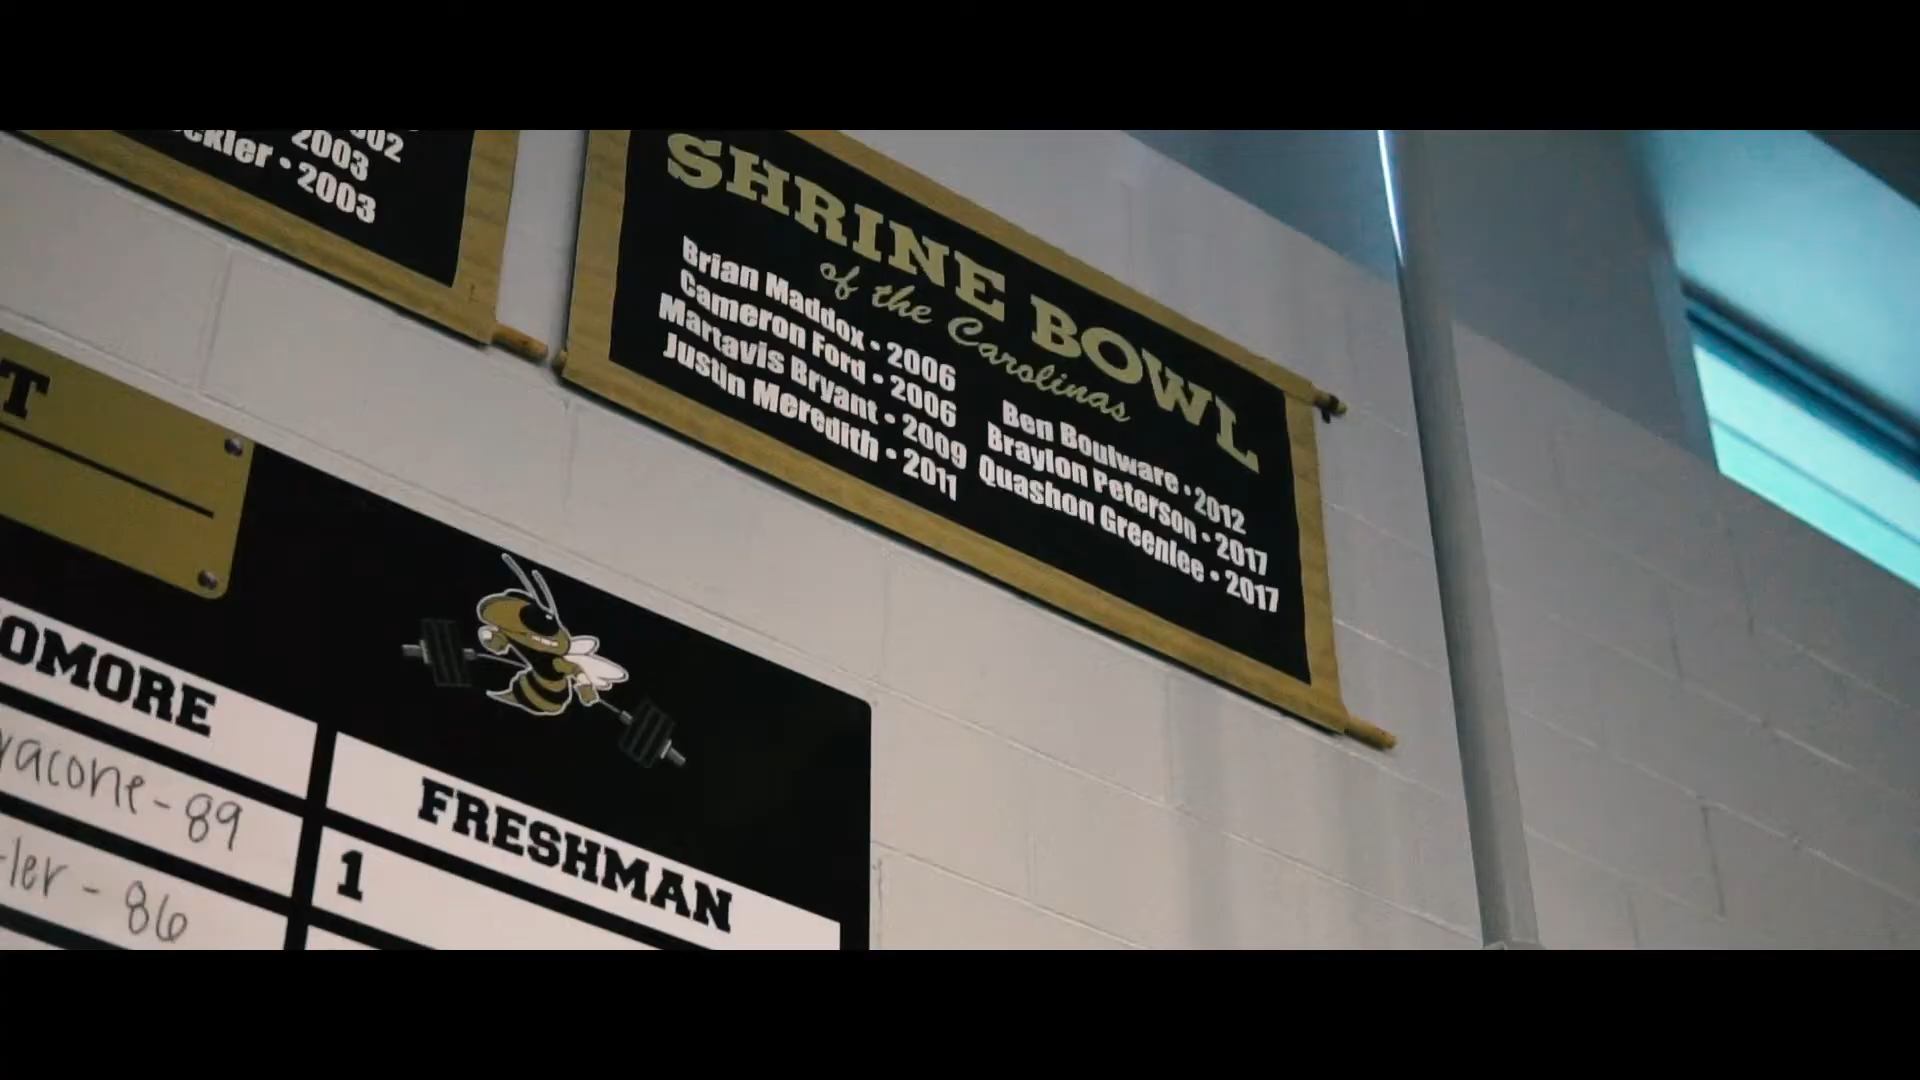 2003
2003
SHRINE BOWL
of the Carolinas
Brian Maddox • 2006
Cameron Ford • 2006
Martavis Bryant • 2009
Justin Meredith • 2011
Ben Boulware • 2012
Braylon Peterson • 2017
Quashon Greenlee • 2017
T
OMORE
- 89
- 86
FRESHMAN
1